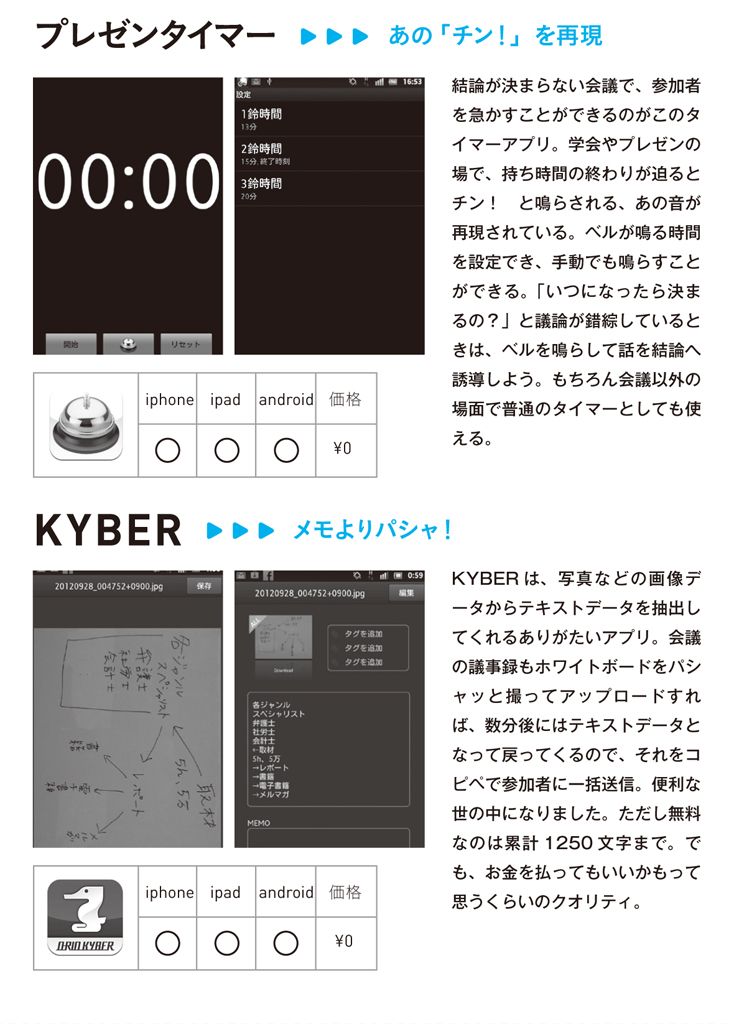 プレゼンタイマー ▶▶▶ あの「チン！」を再現
00:00
開始
リセット
16:53
設定
1鈴時間
13分
2鈴時間
15分, 終了時刻
3鈴時間
20分
iphone ipad android 価格
○ ○ ○ ¥0
結論が決まらない会議で、参加者
を急かすことができるのがこのタ
イマーアプリ。学会やプレゼンの
場で、持ち時間の終わりが迫ると
チン！　と鳴らされる、あの音が
再現されている。ベルが鳴る時間
を設定でき、手動でも鳴らすこと
ができる。「いつになったら決ま
るの？」と議論が錯綜していると
きは、ベルを鳴らして話を結論へ
誘導しよう。もちろん会議以外の
場面で普通のタイマーとしても使
える。
KYBER ▶▶▶ メモよりパシャ！
20120928_004752+0900.jpg 保存
各ジャンル
スペシャリスト
弁護士
社労士
会計士
取材
5h、5万
レポート
書籍
電子書籍
メルマガ
0:59
20120928_004752+0900.jpg 編集
ALL
Download
タグを追加
タグを追加
タグを追加
各ジャンル
スペシャリスト
弁護士
社労士
会計士
←取材
5h、5万
→レポート
→書籍
→電子書籍
→メルマガ
MEMO
ORIO KYBER
iphone ipad android 価格
○ ○ ○ ¥0
KYBERは、写真などの画像デ
ータからテキストデータを抽出し
てくれるありがたいアプリ。会議
の議事録もホワイトボードをパシ
ャッと撮ってアップロードすれ
ば、数分後にはテキストデータと
なって戻ってくるので、それをコ
ピペで参加者に一括送信。便利な
世の中になりました。ただし無料
なのは累計1250文字まで。で
も、お金を払ってもいいかもって
思うくらいのクオリティ。